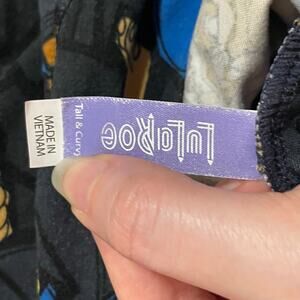 MADE IN
VIETNAM
Tall & Curvy
LuLaRoe